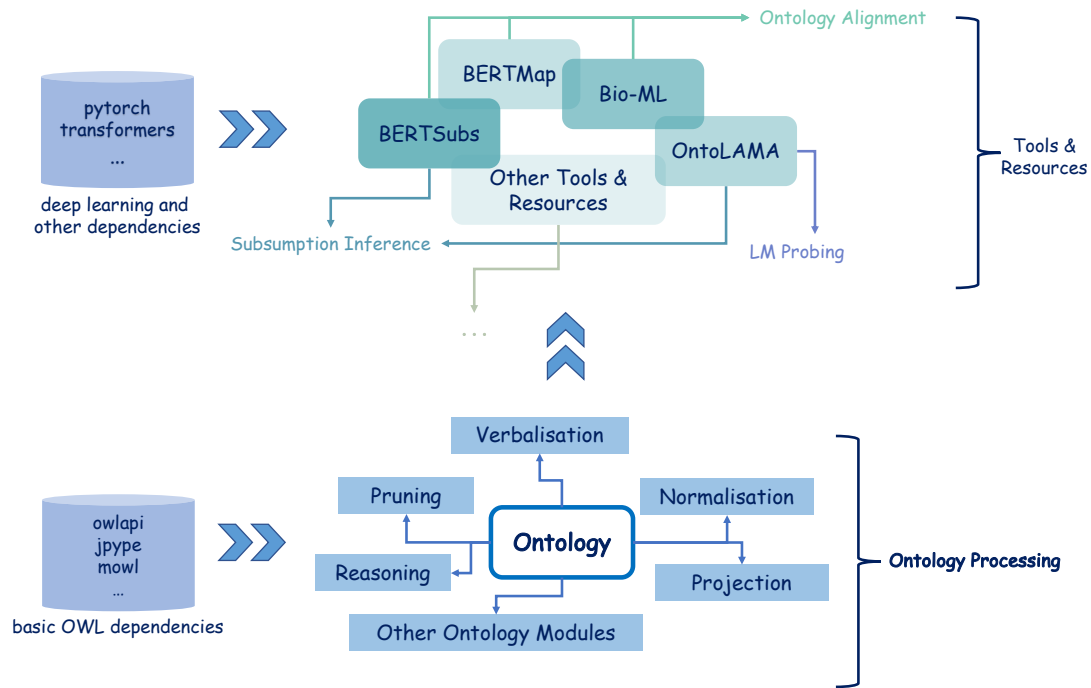 Ontology Alignment
pytorch
transformers
...
deep learning and
other dependencies
BERTMap
Bio-ML
BERTSubs
OntoLAMA
Other Tools &
Resources
Subsumption Inference
LM Probing
...
Tools &
Resources
owlapi
jpype
mowl
...
basic OWL dependencies
Verbalisation
Pruning
Normalisation
Ontology
Reasoning
Projection
Other Ontology Modules
Ontology Processing